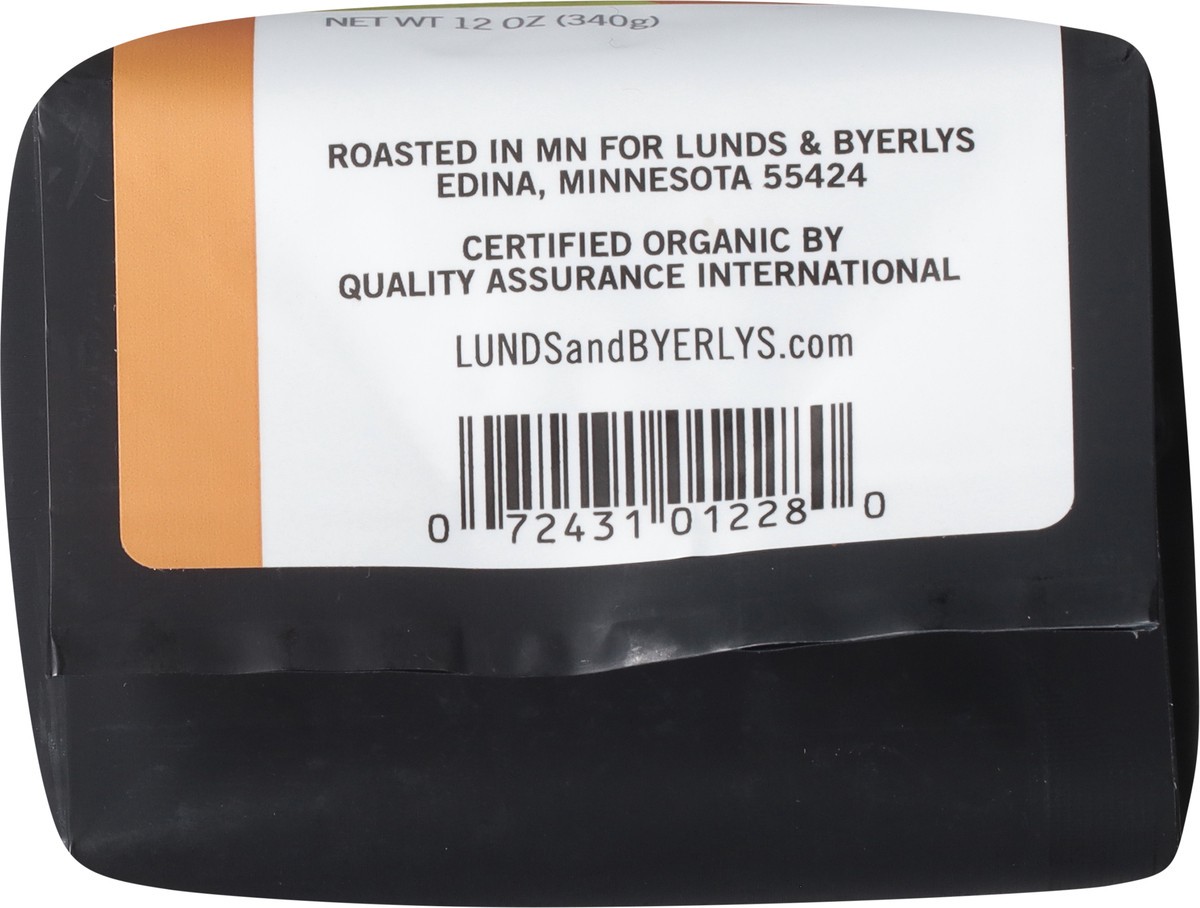 NET WT 12 OZ (340g)
ROASTED IN MN FOR LUNDS & BYERLYS
EDINA, MINNESOTA 55424
CERTIFIED ORGANIC BY
QUALITY ASSURANCE INTERNATIONAL
LUNDSandBYERLYS.com
0 72431 01228 0